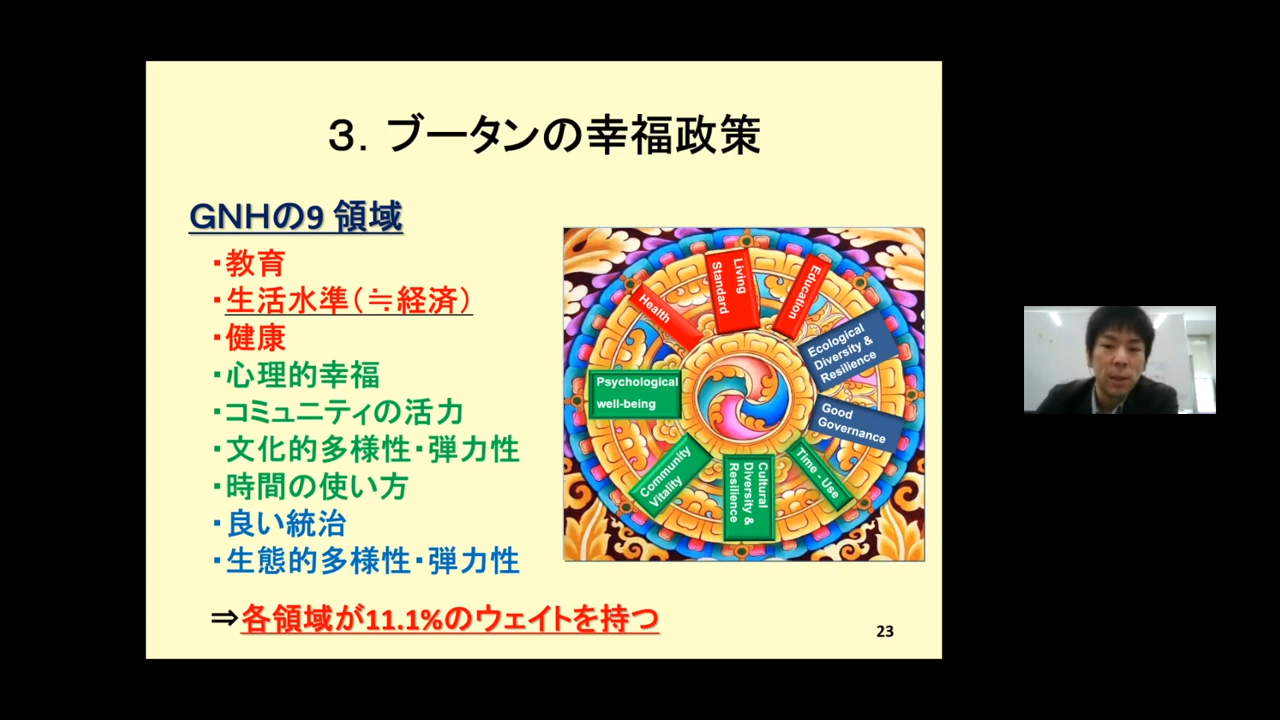 ３．ブータンの幸福政策
GNHの9 領域
・教育
・生活水準（≒経済）
・健康
・心理的幸福
・コミュニティの活力
・文化的多様性・弾力性
・時間の使い方
・良い統治
・生態的多様性・弾力性
⇒各領域が11.1%のウェイトを持つ
Living
Standard
Education
Health
Ecological
Diversity &
Resilience
Psychological
well-being
Good
Governance
Community
Vitality
Cultural
Diversity &
Resilience
Time - Use
23